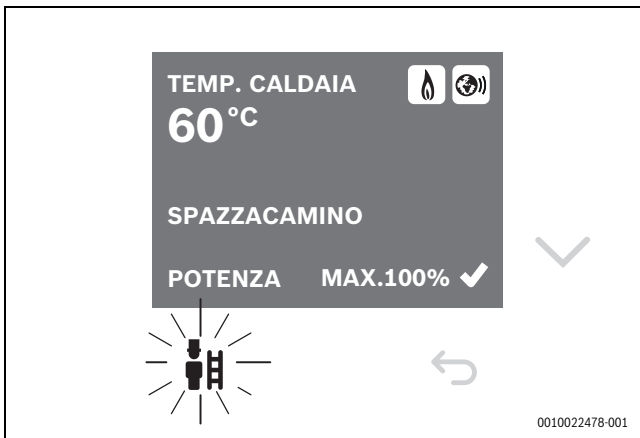 TEMP. CALDAIA
60°C
SPAZZACAMINO
POTENZA MAX.100%
0010022478-001